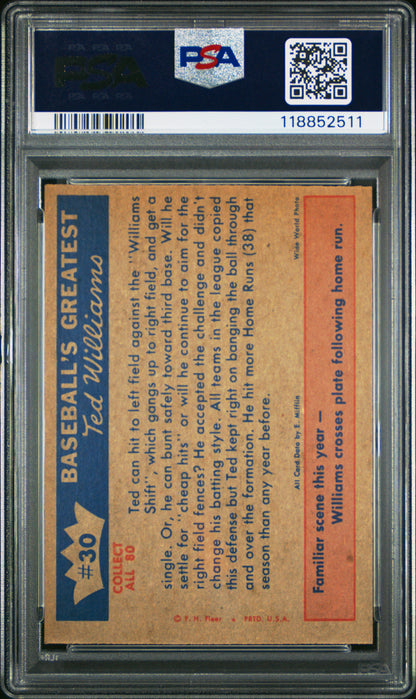 PSA
PSA
118852511
#30
BASEBALL'S GREATEST
Ted Williams
COLLECT
ALL 80
Ted can hit to left field against the "Williams
Shift", which gangs up to right field, and get a
single. Or, he can bunt safely toward third base. Will he
settle for "cheap hits" or will he continue to aim for the
right field fences? He accepted the challenge and didn't
change his batting style. All teams in the league copied
this defense but Ted kept right on banging the ball through
and over the formation. He hit more Home Runs (38) that
season than any year before.
© F. H. Fleer • PRTD. U.S.A.
All Card Data by E. Mifflin
Wide World Photo
Familiar scene this year —
Williams crosses plate following home run.
PSA